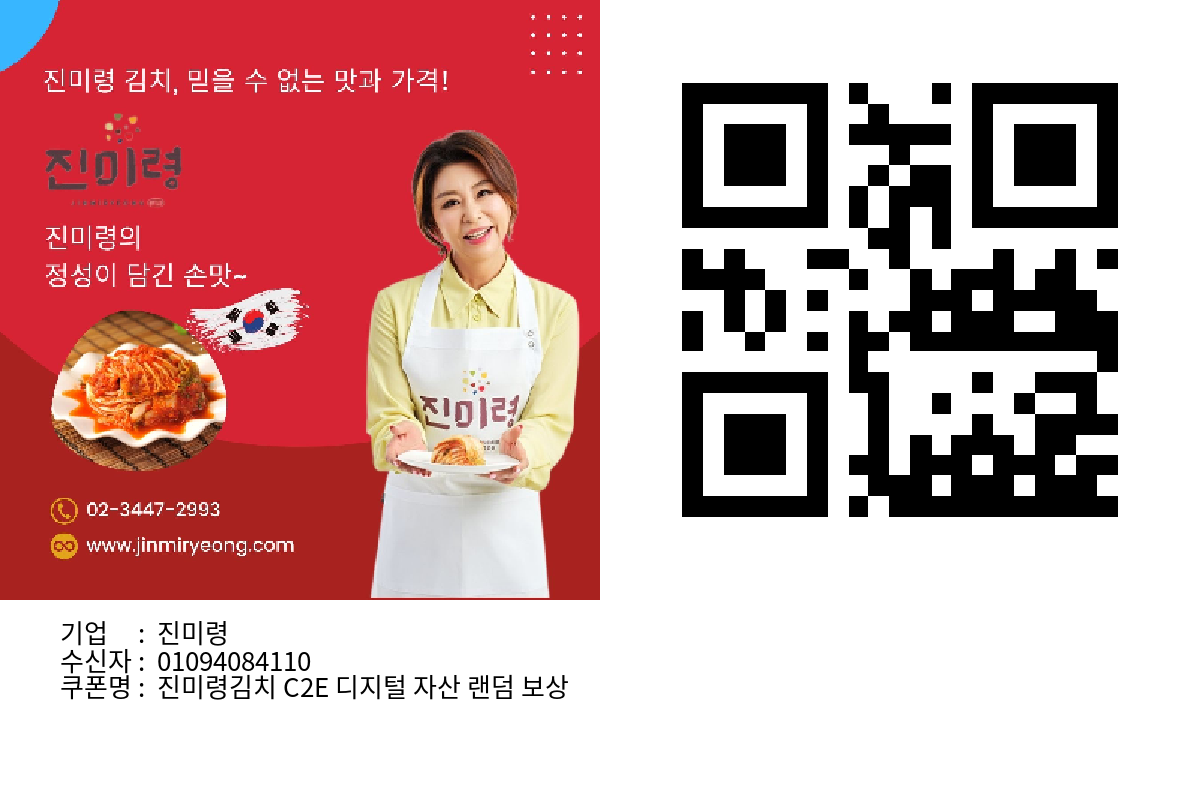 진미령 김치, 믿을 수 없는 맛과 가격!
진미령
진미령의
정성이 담긴 손맛~
진미령
02-3447-2993
www.jinmiryeong.com
기업 : 진미령
수신자 : 01094084110
쿠폰명 : 진미령김치 C2E 디지털 자산 랜덤 보상